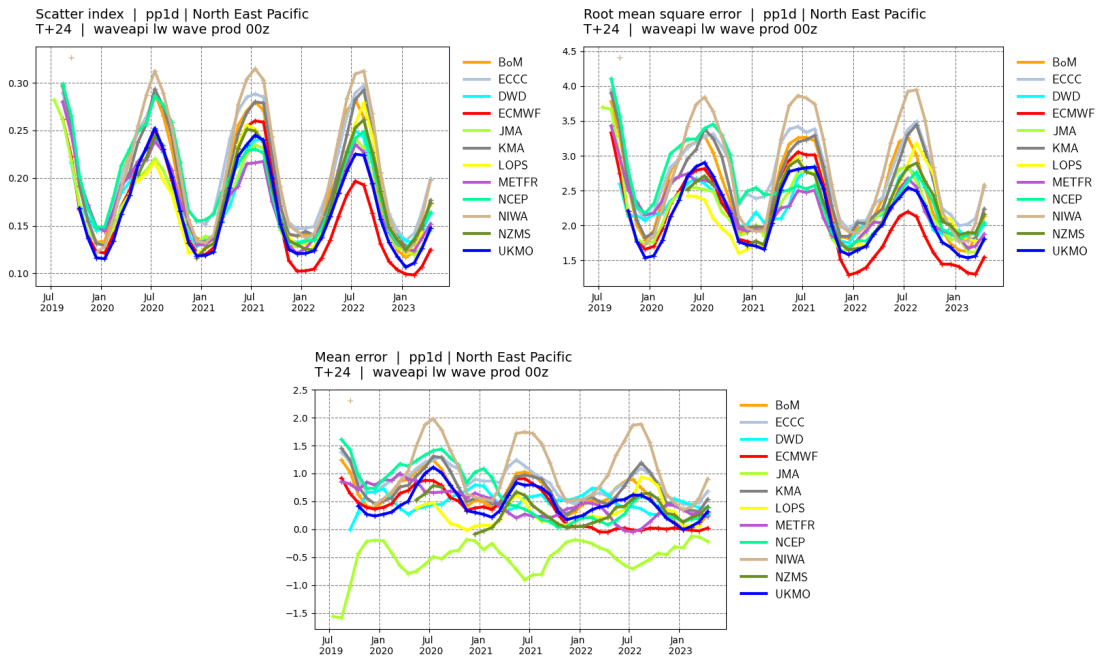 Scatter index | pp1d | North East Pacific
T+24 | waveapi lw wave prod 00z
0.30
0.25
0.20
0.15
0.10
Jul
2019
Jan
2020
Jul
2020
Jan
2021
Jul
2021
Jan
2022
Jul
2022
Jan
2023
BoM
ECCC
DWD
ECMWF
JMA
KMA
LOPS
METFR
NCEP
NIWA
NZMS
UKMO
Root mean square error | pp1d | North East Pacific
T+24 | waveapi lw wave prod 00z
4.5
4.0
3.5
3.0
2.5
2.0
1.5
Jul
2019
Jan
2020
Jul
2020
Jan
2021
Jul
2021
Jan
2022
Jul
2022
Jan
2023
BoM
ECCC
DWD
ECMWF
JMA
KMA
LOPS
METFR
NCEP
NIWA
NZMS
UKMO
Mean error | pp1d | North East Pacific
T+24 | waveapi lw wave prod 00z
2.5
2.0
1.5
1.0
0.5
0.0
−0.5
−1.0
−1.5
Jul
2019
Jan
2020
Jul
2020
Jan
2021
Jul
2021
Jan
2022
Jul
2022
Jan
2023
BoM
ECCC
DWD
ECMWF
JMA
KMA
LOPS
METFR
NCEP
NIWA
NZMS
UKMO